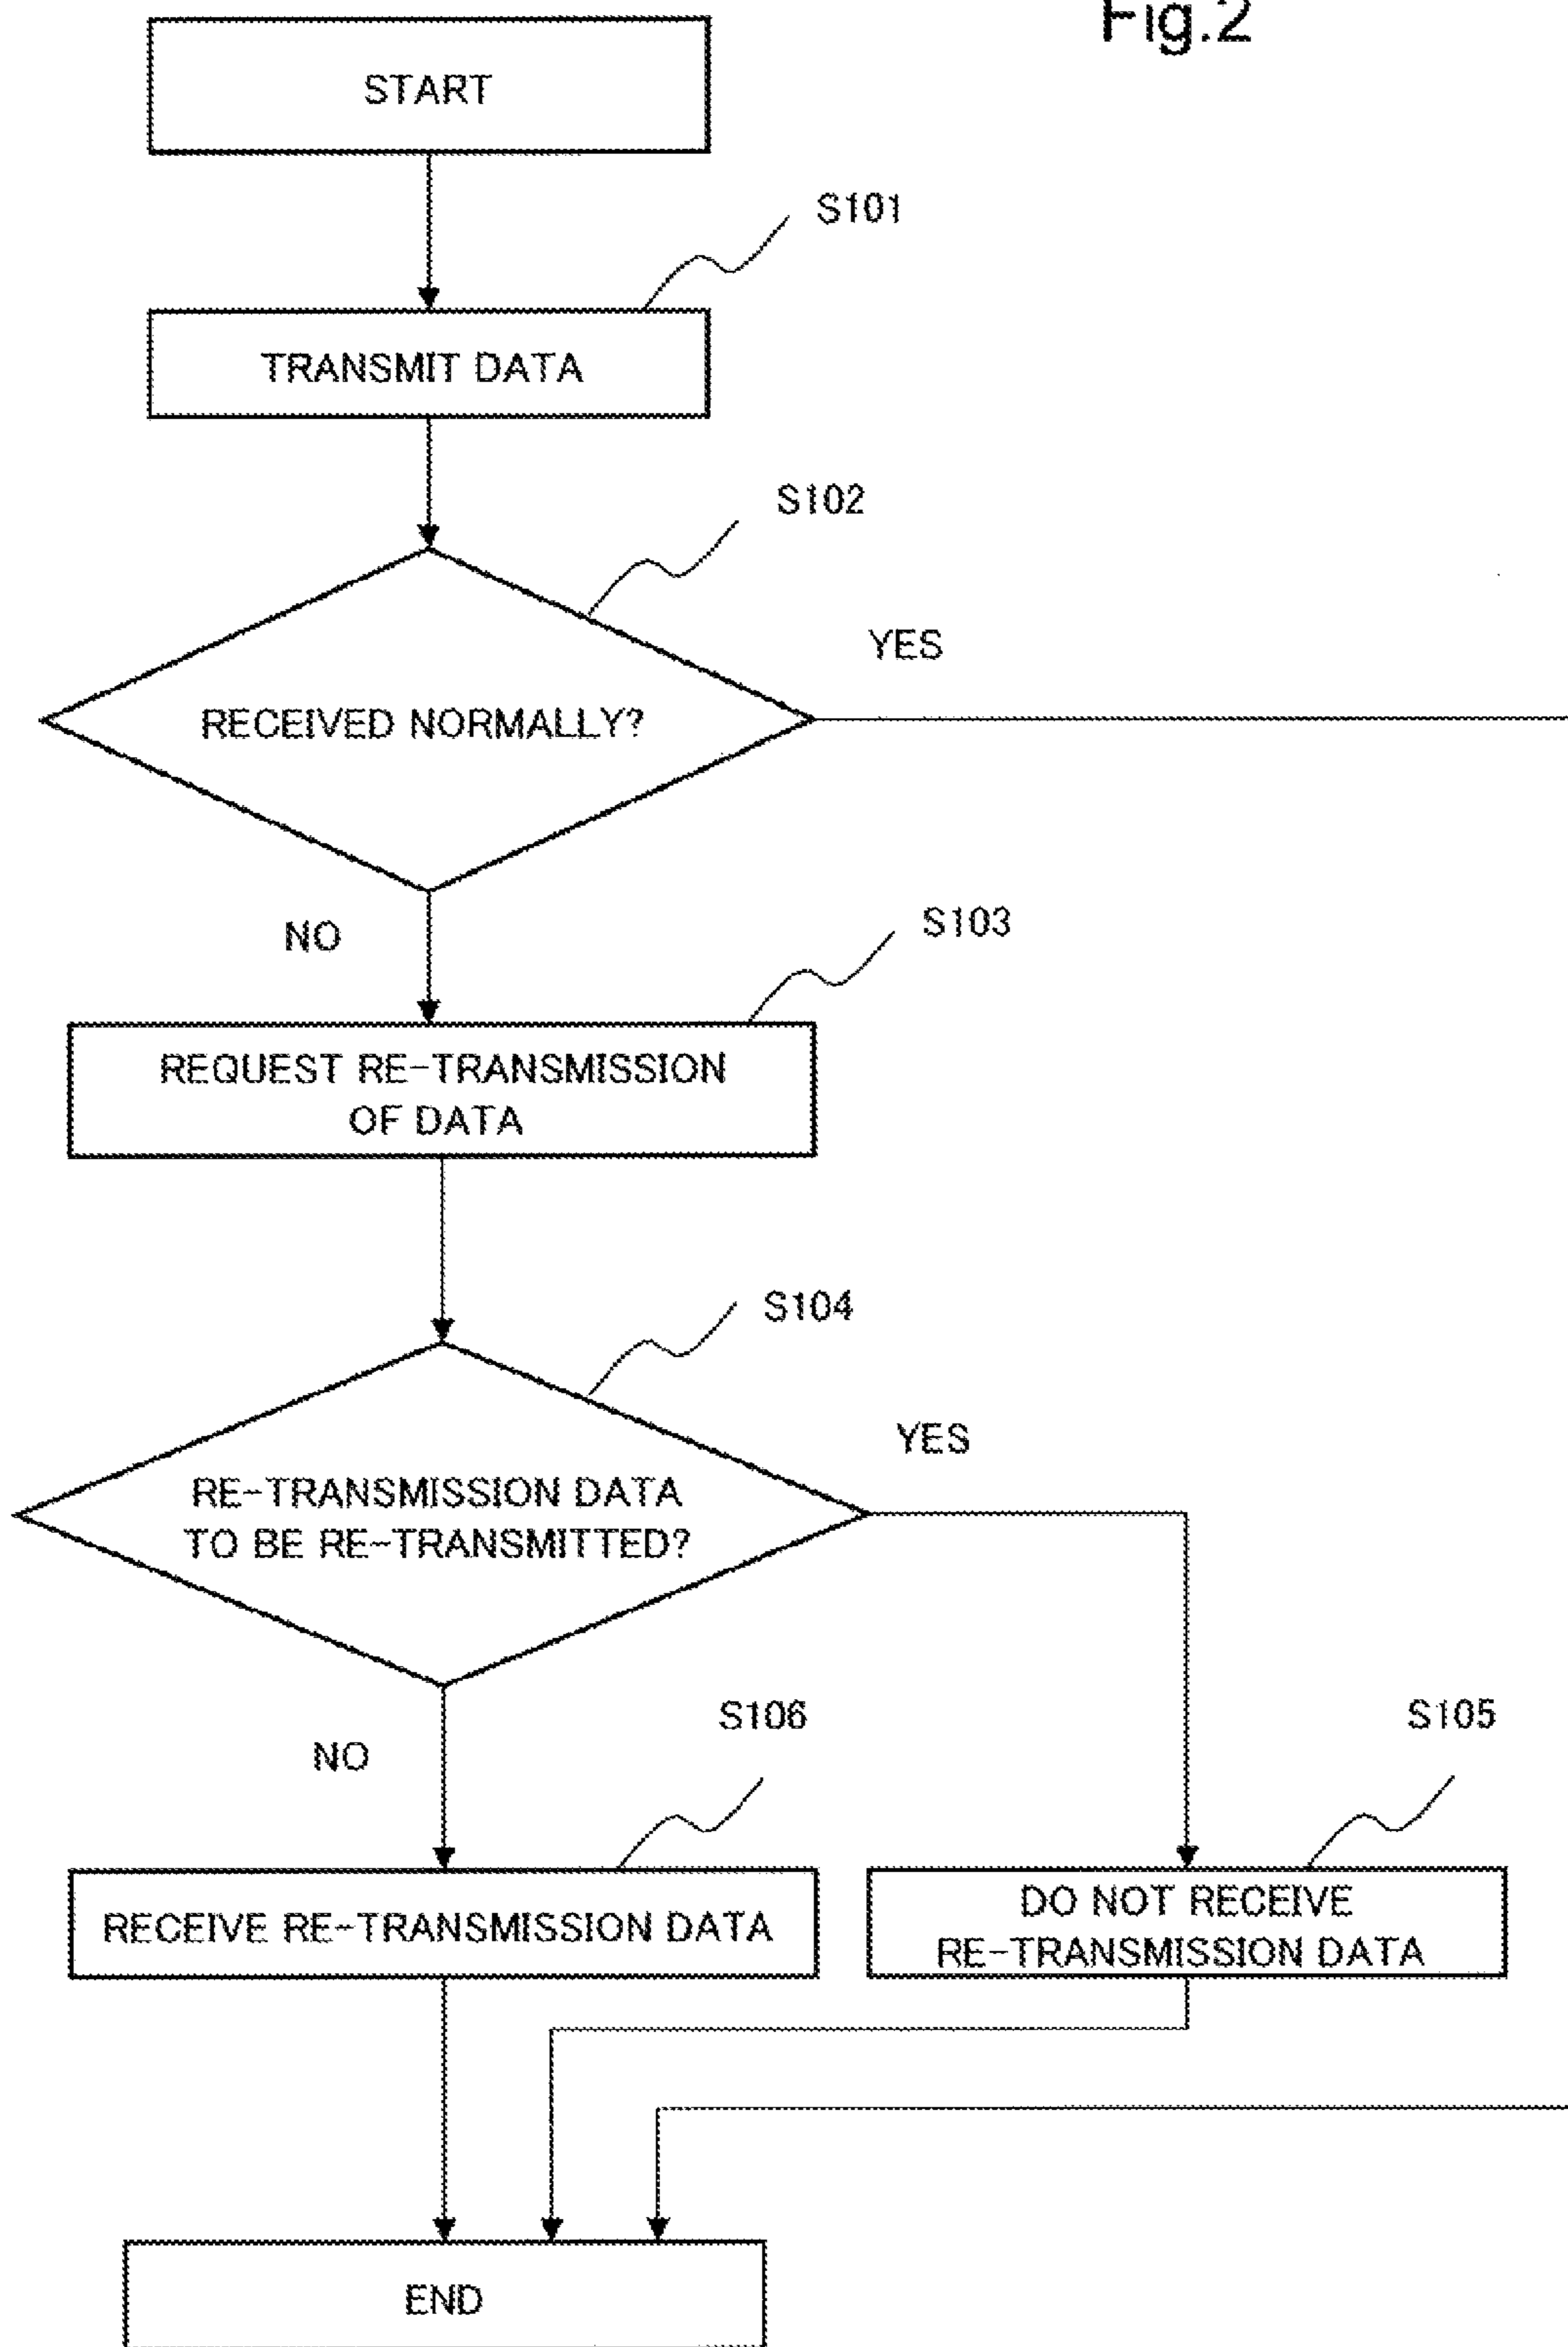 Fig.2
START
S101
TRANSMIT DATA
S102
YES
RECEIVED NORMALLY?
NO
S103
REQUEST RE-TRANSMISSION
OF DATA
S104
YES
RE-TRANSMISSION DATA
TO BE RE-TRANSMITTED?
S106
S105
NO
RECEIVE RE-TRANSMISSION DATA
DO NOT RECEIVE
RE-TRANSMISSION DATA
END